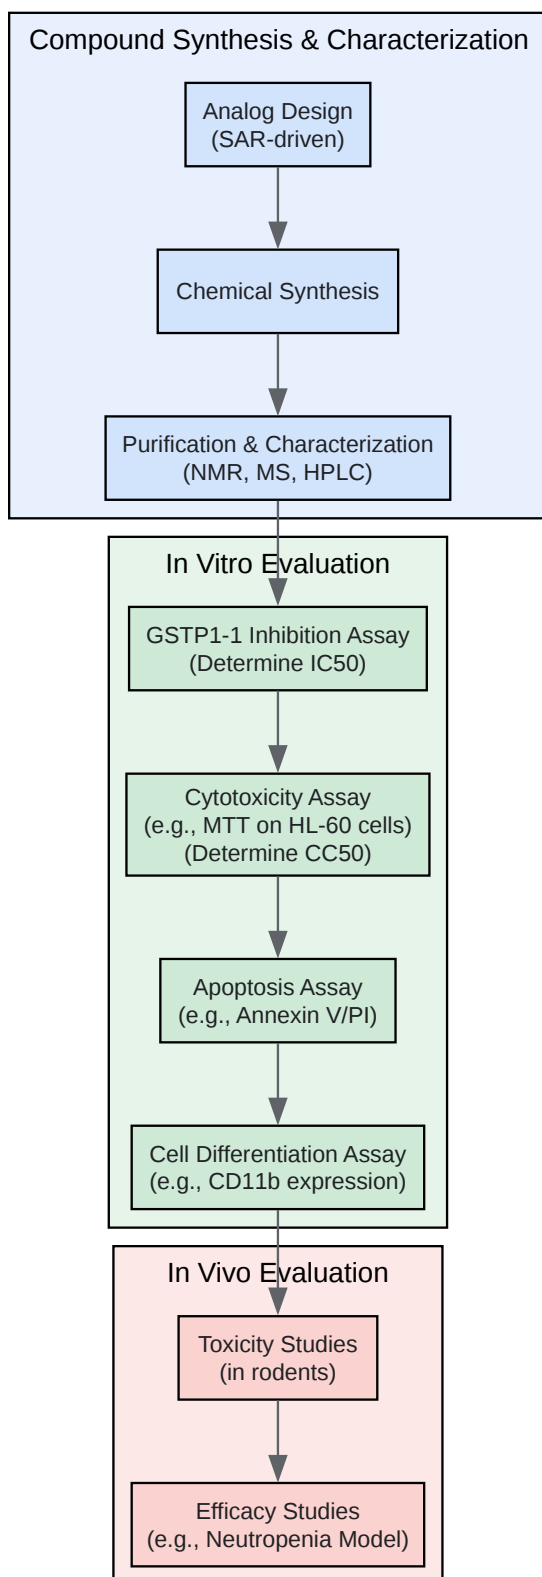 Compound Synthesis & Characterization
Analog Design
(SAR-driven)
Chemical Synthesis
Purification & Characterization
(NMR, MS, HPLC)
In Vitro Evaluation
GSTP1-1 Inhibition Assay
(Determine IC50)
Cytotoxicity Assay
(e.g., MTT on HL-60 cells)
(Determine CC50)
Apoptosis Assay
(e.g., Annexin V/PI)
Cell Differentiation Assay
(e.g., CD11b expression)
In Vivo Evaluation
Toxicity Studies
(in rodents)
Efficacy Studies
(e.g., Neutropenia Model)